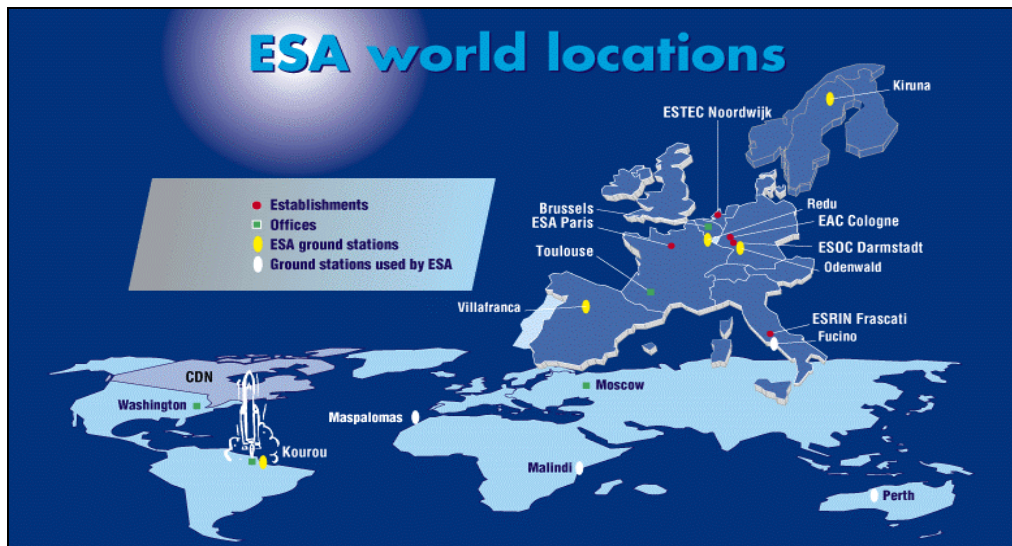 ESA world locations
Kiruna
ESTEC Noordwijk
Establishments
Offices
ESA ground stations
Ground stations used by ESA
Brussels
ESA Paris
Toulouse
Villafranca
Redu
EAC Cologne
ESOC Darmstadt
Odenwald
ESRIN Frascati
Fucino
CDN
Washington
Moscow
Maspalomas
Kourou
Malindi
Perth